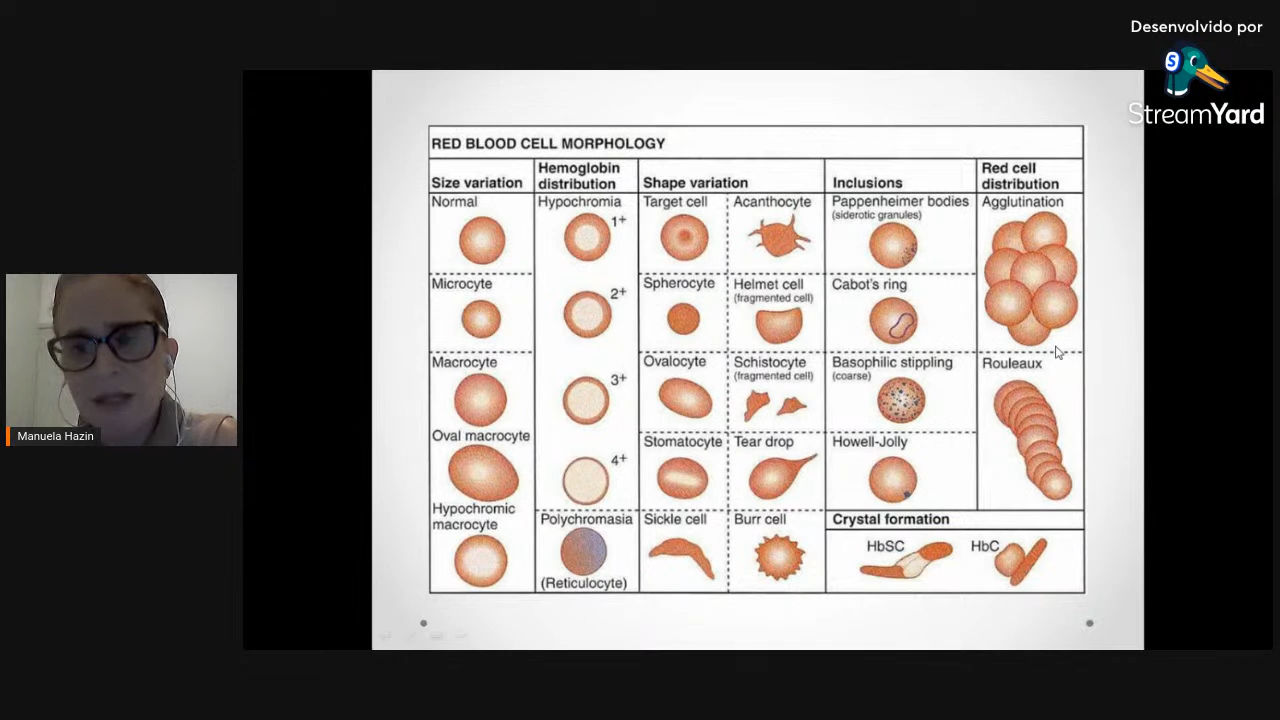 Desenvolvido por
S
StreamYard
RED BLOOD CELL MORPHOLOGY
Size variation
Hemoglobin
distribution
Shape variation
Inclusions
Red cell
distribution
Normal
Hypochromia
1+
Target cell
Acanthocyte
Pappenheimer bodies
(siderotic granules)
Agglutination
Microcyte
2+
Spherocyte
Helmet cell
(fragmented cell)
Cabot's ring
Macrocyte
3+
Ovalocyte
Schistocyte
(fragmented cell)
Basophilic stippling
(coarse)
Rouleaux
Oval macrocyte
4+
Stomatocyte
Tear drop
Howell-Jolly
Hypochromic
macrocyte
Polychromasia
(Reticulocyte)
Sickle cell
Burr cell
Crystal formation
HbSC
HbC
Manuela Hazin